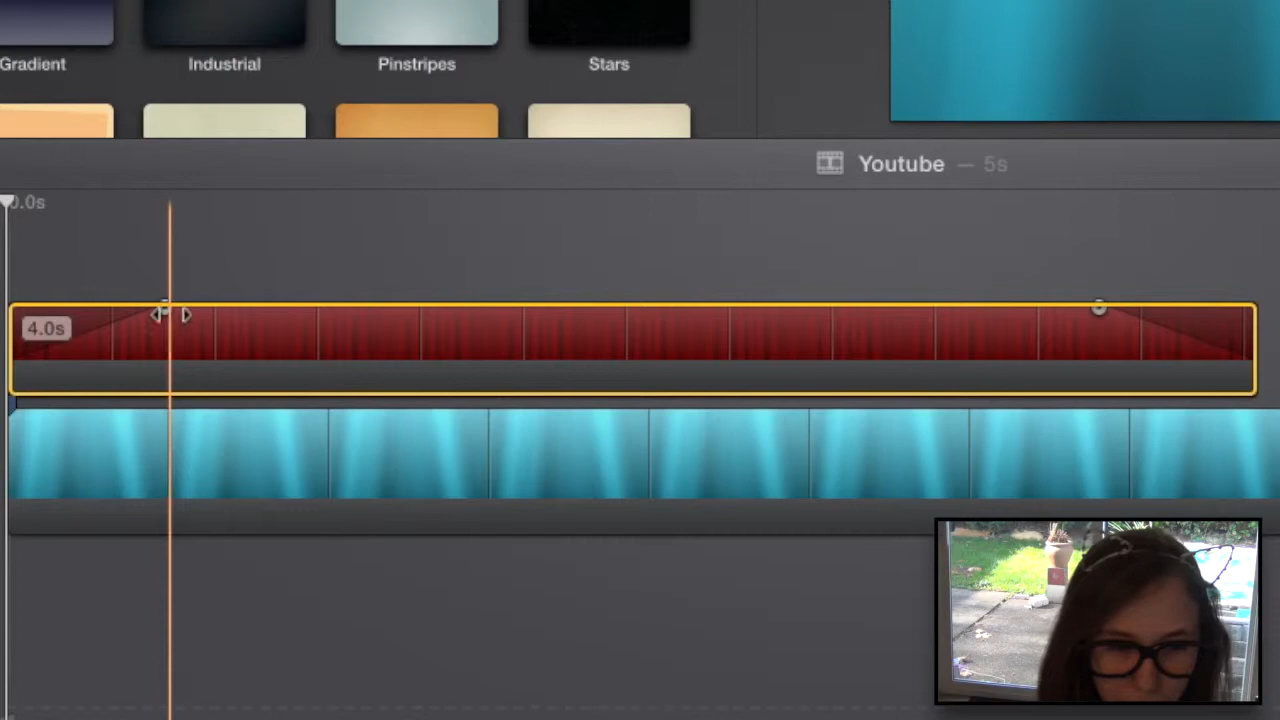 Gradient
Industrial
Pinstripes
Stars
Youtube — 5s
0.0s
4.0s